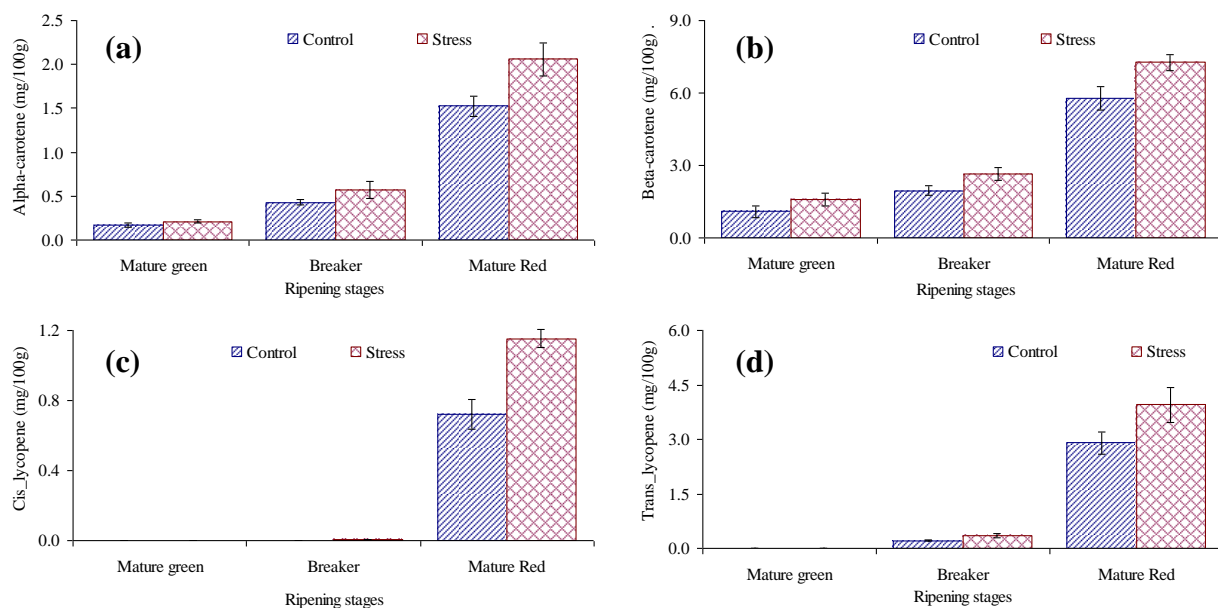 (a)
Control Stress
Alpha-carotene (mg/100g)
2.5
2.0
1.5
1.0
0.5
0.0
Mature green Breaker Mature Red
Ripening stages
(b)
Control Stress
Beta-carotene (mg/100g) .
9.0
6.0
3.0
0.0
Mature green Breaker Mature Red
Ripening stages
(c)
Control Stress
Cis_lycopene (mg/100g)
1.2
0.8
0.4
0.0
Mature green Breaker Mature Red
Ripening stages
(d)
Control Stress
Trans_lycopene (mg/100g)
6.0
4.5
3.0
1.5
0.0
Mature green Breaker Mature Red
Ripening stages